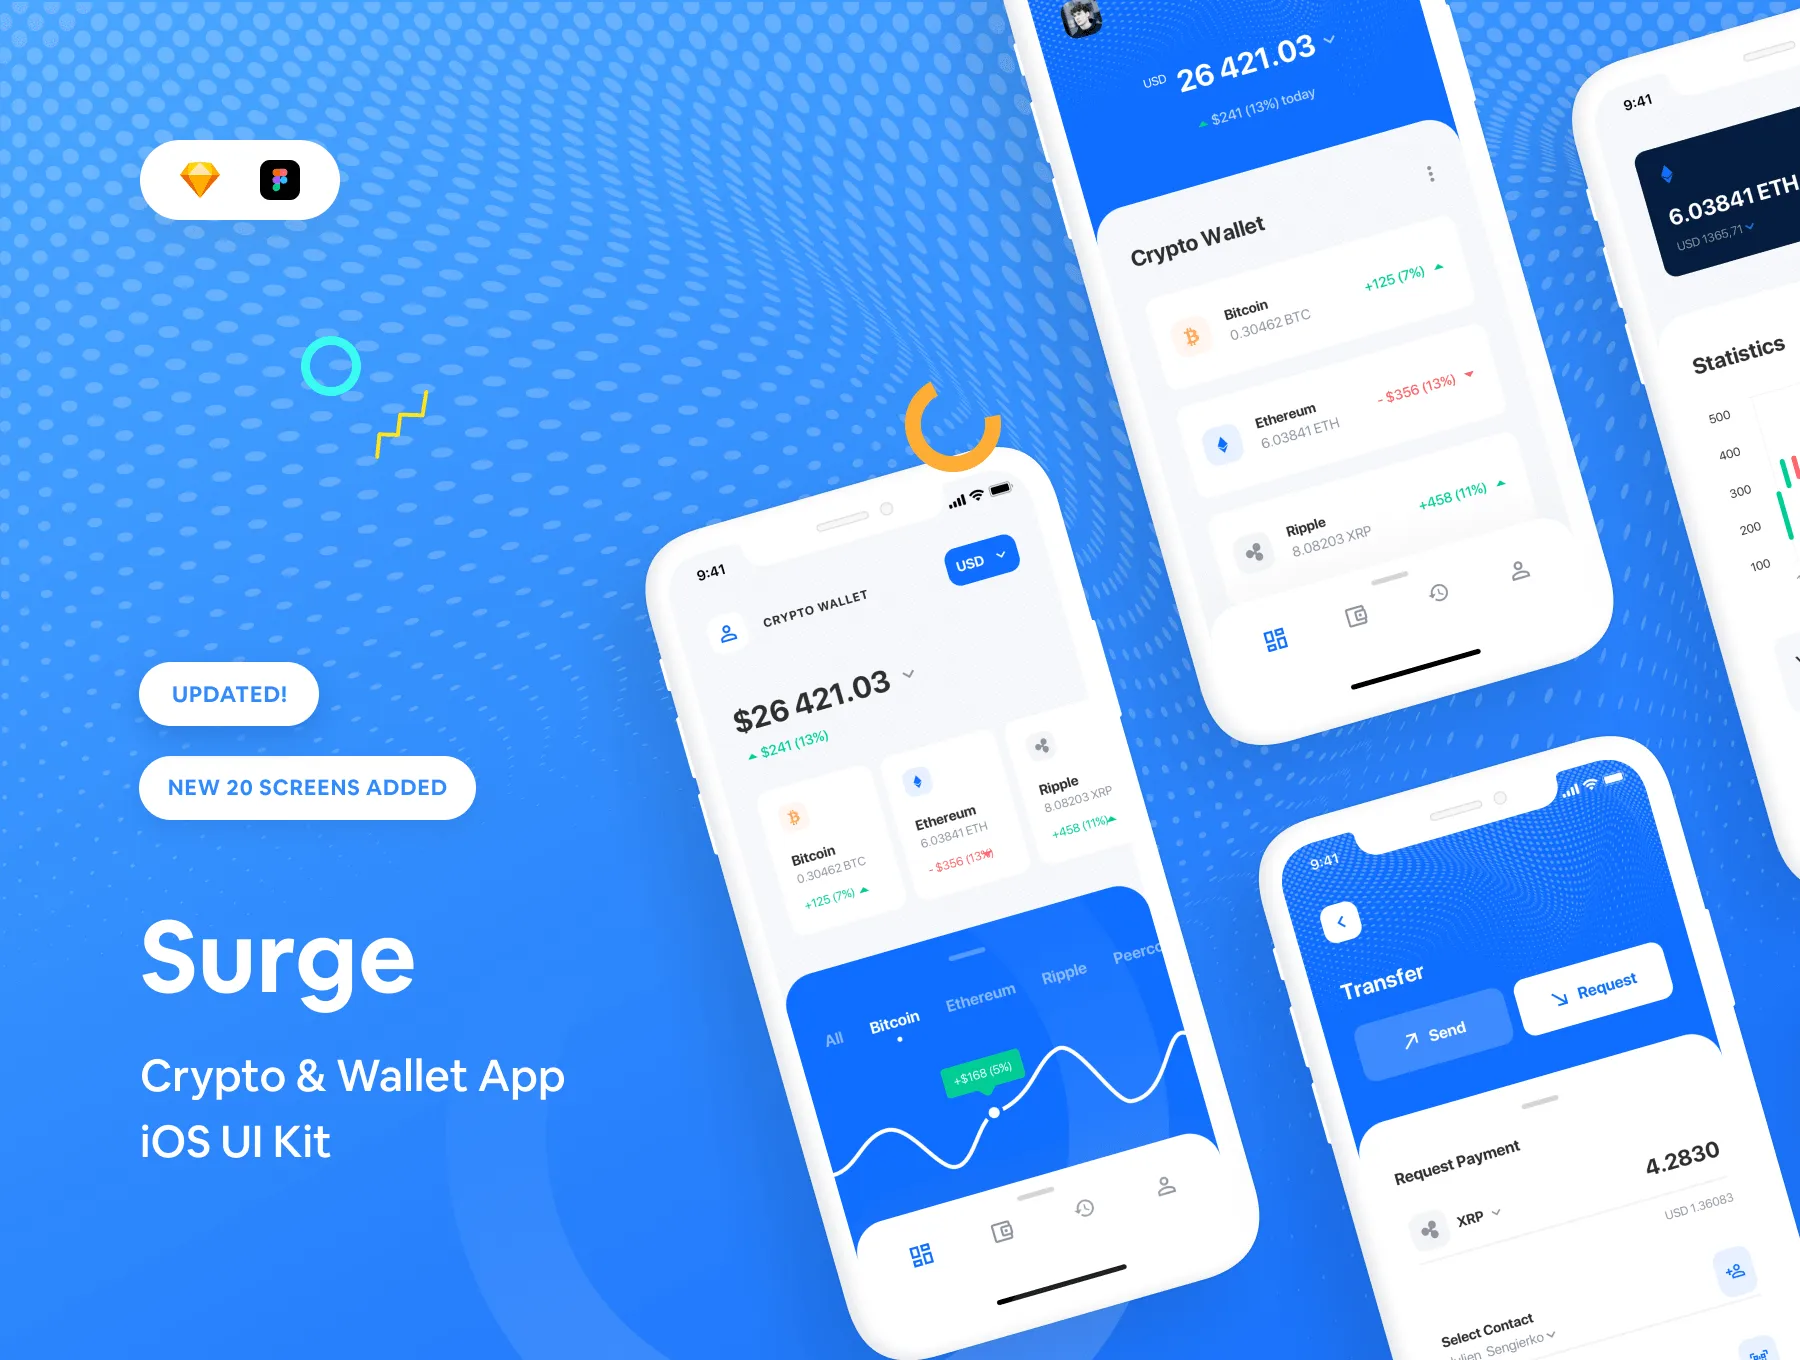 UPDATED!
NEW 20 SCREENS ADDED
Surge
Crypto & Wallet App
iOS UI Kit
9:41
CRYPTO WALLET
USD
$26 421.03
$241 (13%)
Bitcoin
0.30462 BTC
+125 (7%)
Ethereum
6.03841 ETH
- $356 (13%)
Ripple
8.08203 XRP
+458 (11%)
All
Bitcoin
Ethereum
Ripple
Peerco
+$168 (5%)
USD 26 421.03
$241 (13%) today
Crypto Wallet
Bitcoin
0.30462 BTC
+125 (7%)
Ethereum
6.03841 ETH
- $356 (13%)
Ripple
8.08203 XRP
+458 (11%)
9:41
6.03841 ETH
USD 1365,71
Statistics
500
400
300
200
100
9:41
Transfer
Send
Request
Request Payment
4.2830
XRP
USD 1.36083
Select Contact
Julien Sengierko